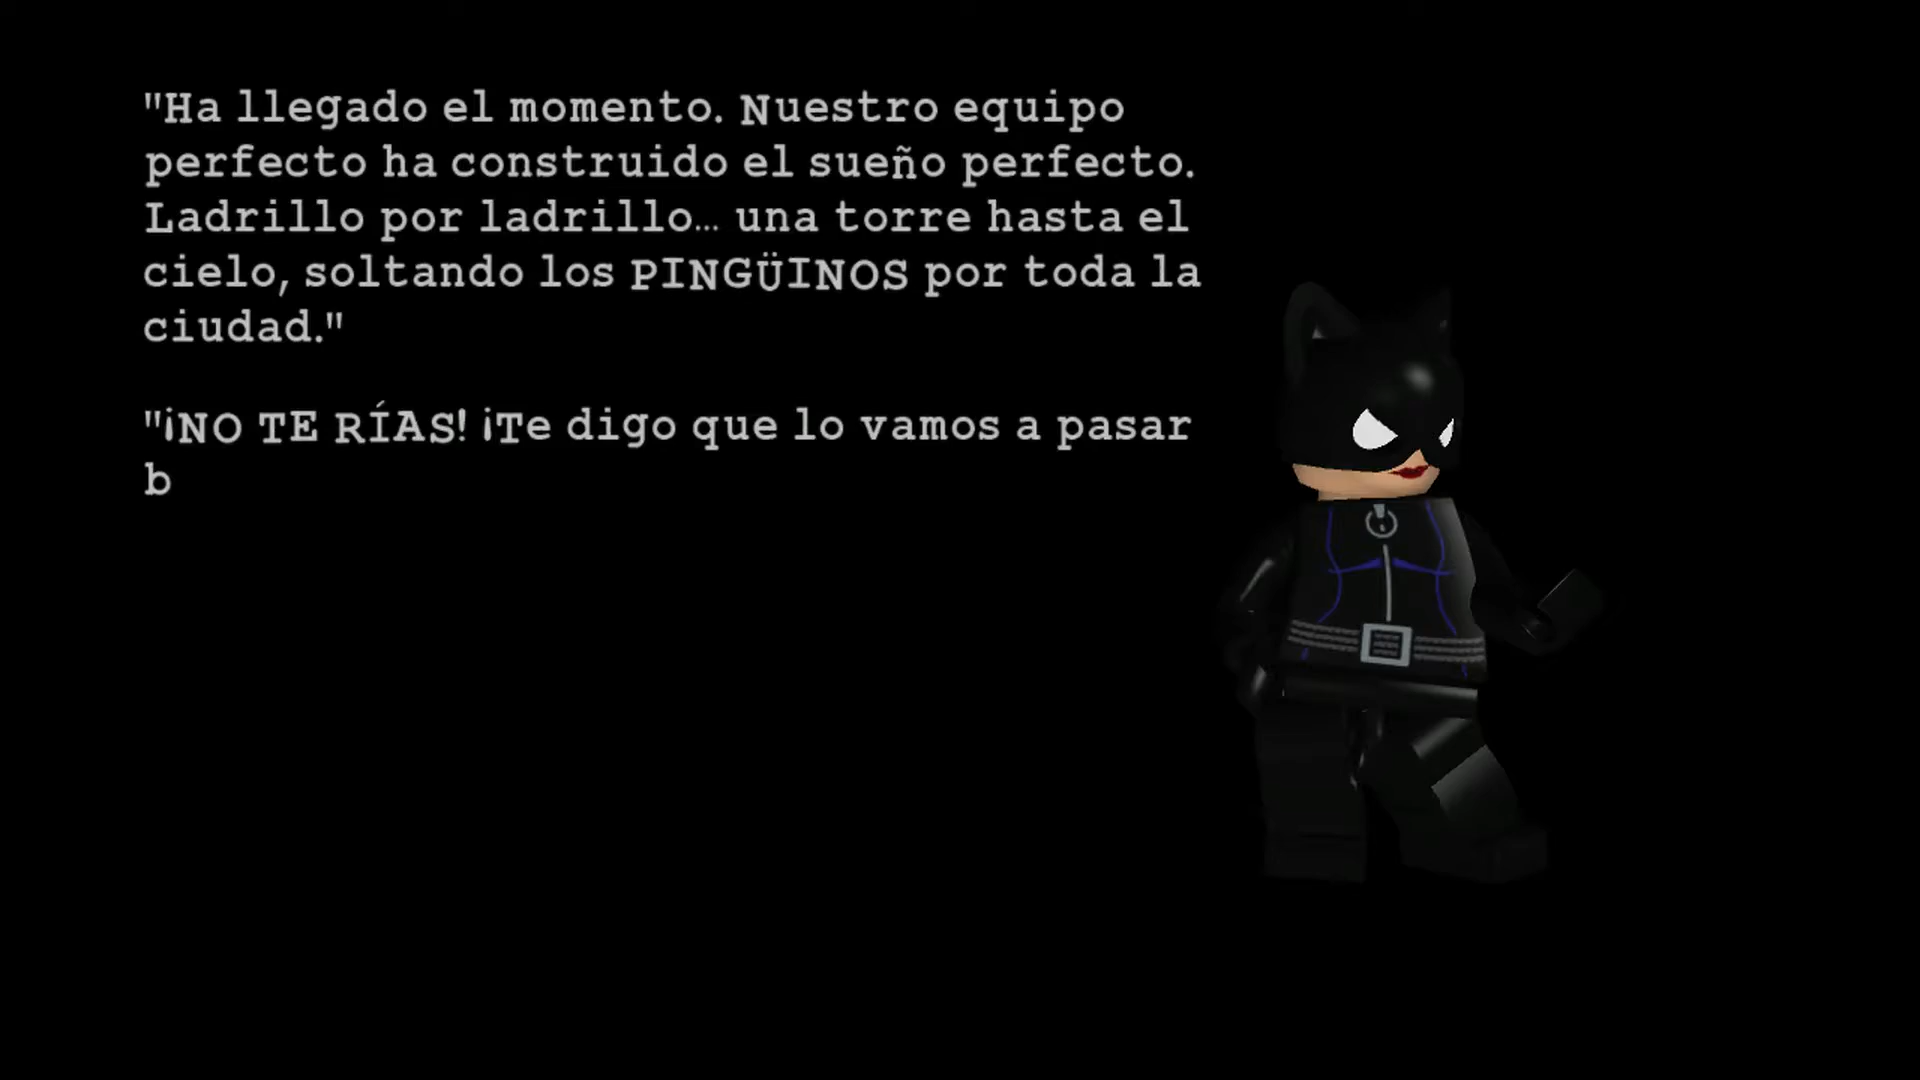 "Ha llegado el momento. Nuestro equipo
perfecto ha construido el sueño perfecto.
Ladrillo por ladrillo… una torre hasta el
cielo, soltando los PINGÜINOS por toda la
ciudad."
"¡NO TE RÍAS! ¡Te digo que lo vamos a pasar
b